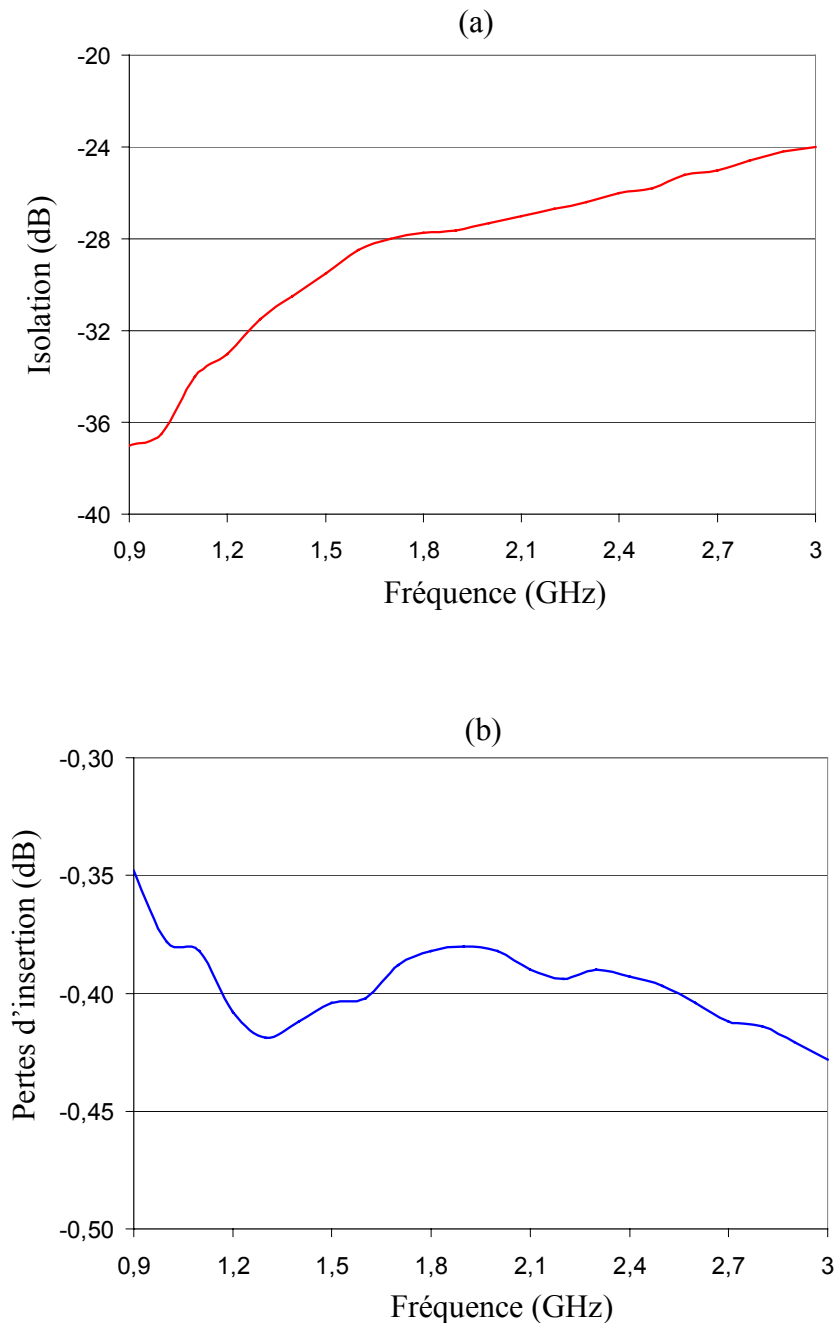 (a)
Isolation (dB)
-20
-24
-28
-32
-36
-40
0,9 1,2 1,5 1,8 2,1 2,4 2,7 3
Fréquence (GHz)
(b)
Pertes d’insertion (dB)
-0,30
-0,35
-0,40
-0,45
-0,50
0,9 1,2 1,5 1,8 2,1 2,4 2,7 3
Fréquence (GHz)